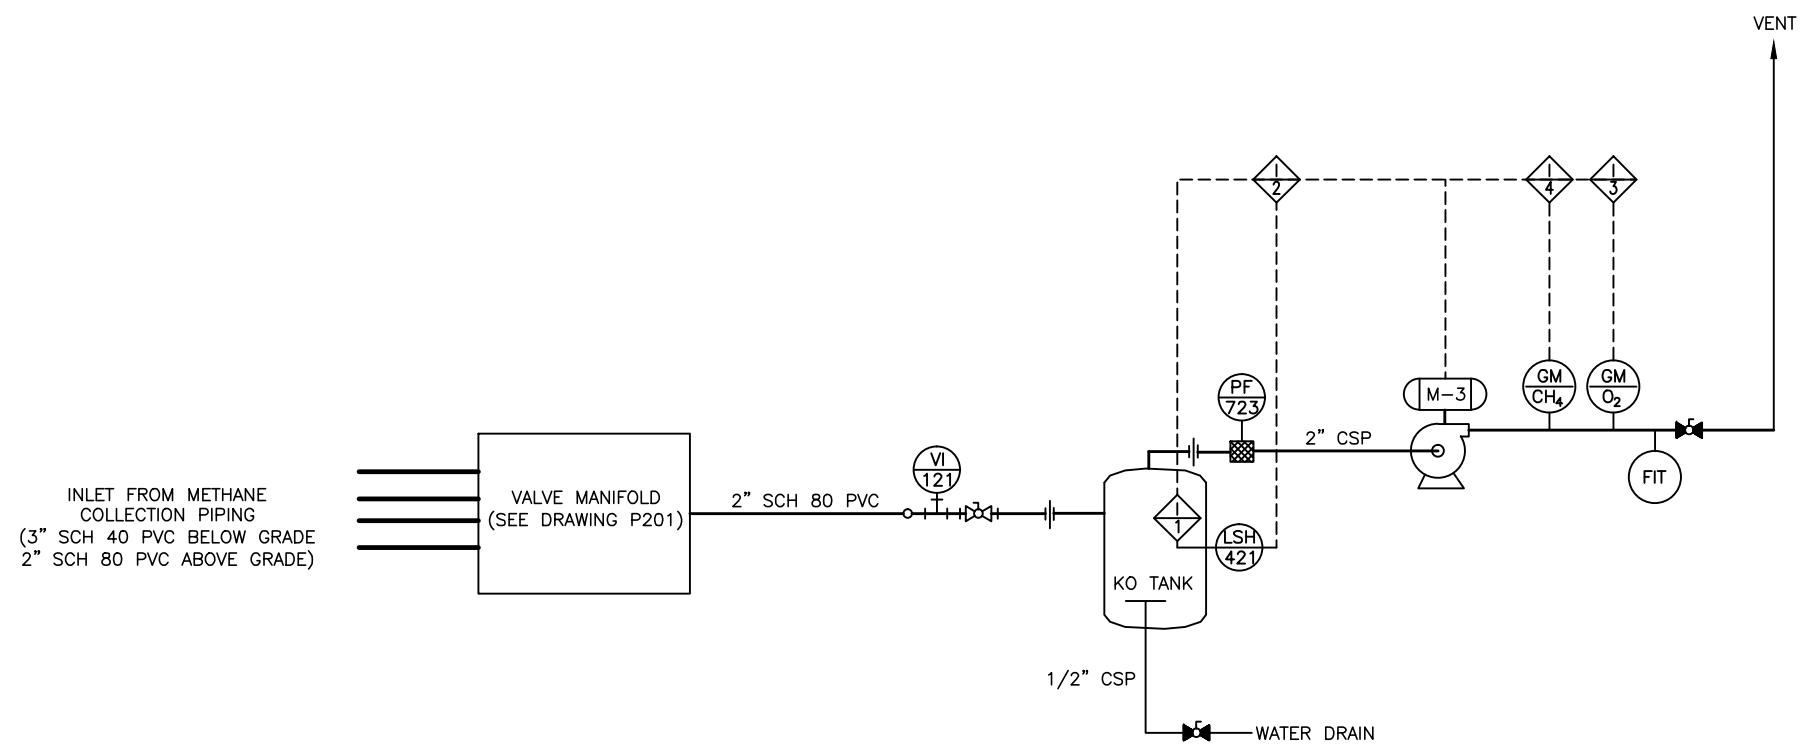 VENT
I
2
I
4
I
3
GM
CH4
GM
O2
PF
723
M-3
2" CSP
VI
121
FIT
INLET FROM METHANE
COLLECTION PIPING
(3" SCH 40 PVC BELOW GRADE
2" SCH 80 PVC ABOVE GRADE)
VALVE MANIFOLD
(SEE DRAWING P201)
2" SCH 80 PVC
I
1
LSH
421
KO TANK
1/2" CSP
WATER DRAIN